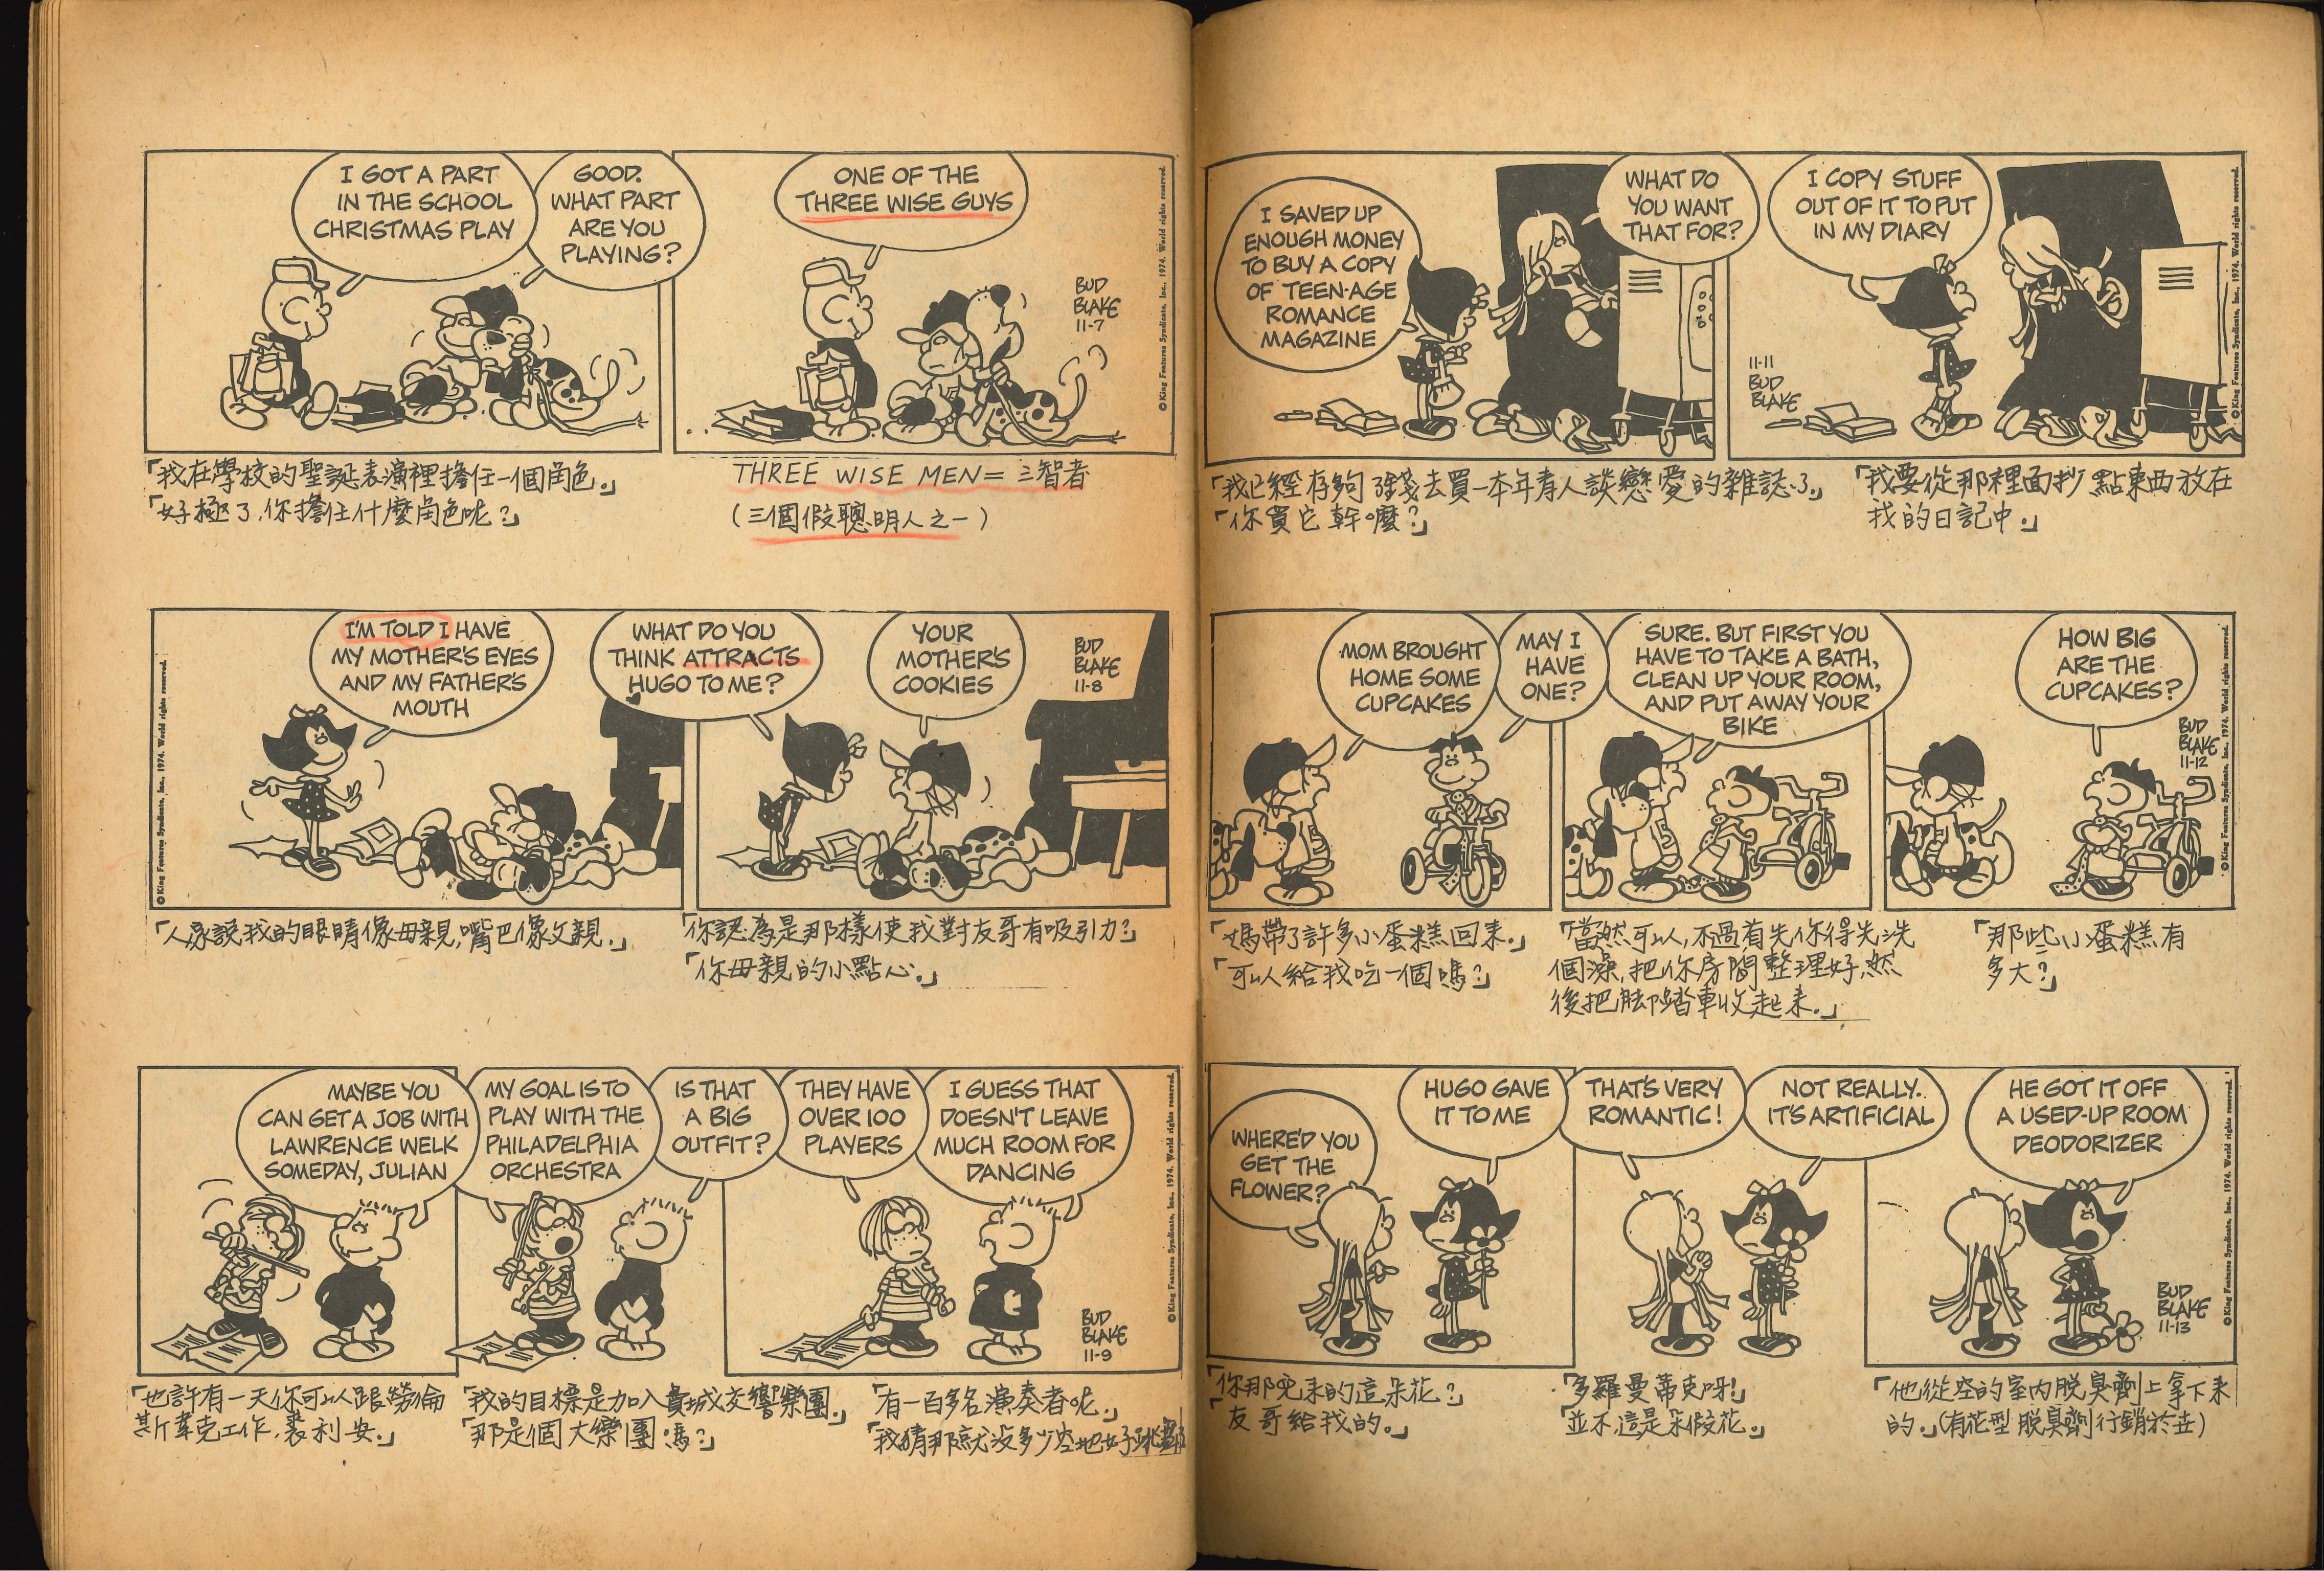 I GOT A PART
IN THE SCHOOL
CHRISTMAS PLAY
GOOD.
WHAT PART
ARE YOU
PLAYING?
ONE OF THE
THREE WISE GUYS
BUD
BLAKE
11-7
© King Features Syndicate, Inc., 1974. World rights reserved.
「我在學校的聖誕表演裡擔任一個角色。」
「好極了，你擔任什麼角色呢？」
THREE WISE MEN = 三智者
（三個假聰明人之一）
I'M TOLD I HAVE
MY MOTHER'S EYES
AND MY FATHER'S
MOUTH
WHAT DO YOU
THINK ATTRACTS
HUGO TO ME?
YOUR
MOTHER'S
COOKIES
BUD
BLAKE
11-8
© King Features Syndicate, Inc., 1974. World rights reserved.
「人家說我的眼睛像母親，嘴巴像父親。」
「你認為是那樣使我對友哥有吸引力？」
「你母親的小點心。」
MAYBE YOU
CAN GET A JOB WITH
LAWRENCE WELK
SOMEDAY, JULIAN
MY GOAL IS TO
PLAY WITH THE
PHILADELPHIA
ORCHESTRA
IS THAT
A BIG
OUTFIT?
THEY HAVE
OVER 100
PLAYERS
I GUESS THAT
DOESN'T LEAVE
MUCH ROOM FOR
DANCING
BUD
BLAKE
11-9
© King Features Syndicate, Inc., 1974. World rights reserved.
「也許有一天你可以跟勞倫
斯韋克工作，裘利安。」
「我的目標是加入費城交響樂團。」
「那是個大樂團嗎？」
「有一百多名演奏者呢。」
「我猜那就沒多少空地好跳舞
I SAVED UP
ENOUGH MONEY
TO BUY A COPY
OF TEEN-AGE
ROMANCE
MAGAZINE
WHAT DO
YOU WANT
THAT FOR?
I COPY STUFF
OUT OF IT TO PUT
IN MY DIARY
11-11
BUD
BLAKE
© King Features Syndicate, Inc., 1974. World rights reserved.
「我已經存夠了錢去買一本年青人談戀愛的雜誌了。」
「你買它幹嘛？」
「我要從那裡面抄點東西放在
我的日記中。」
MOM BROUGHT
HOME SOME
CUPCAKES
MAY I
HAVE
ONE?
SURE. BUT FIRST YOU
HAVE TO TAKE A BATH,
CLEAN UP YOUR ROOM,
AND PUT AWAY YOUR
BIKE
HOW BIG
ARE THE
CUPCAKES?
BUD
BLAKE
11-12
© King Features Syndicate, Inc., 1974. World rights reserved.
「媽帶了許多小蛋糕回來。」
「可以給我吃一個嗎？」
「當然可以，不過首先你得先洗
個澡，把你房間整理好，然
後把腳踏車收起來。」
「那些小蛋糕有
多大？」
WHERE'D YOU
GET THE
FLOWER?
HUGO GAVE
IT TO ME
THAT'S VERY
ROMANTIC!
NOT REALLY.
IT'S ARTIFICIAL
HE GOT IT OFF
A USED-UP ROOM
DEODORIZER
BUD
BLAKE
11-13
© King Features Syndicate, Inc., 1974. World rights reserved.
「你那兒來的這朵花？」
「友哥給我的。」
「多羅曼蒂克呀！」
「並不，這是朵假花。」
「他從空的室內脫臭劑上拿下來
的。」（有花型脫臭劑行銷於世）